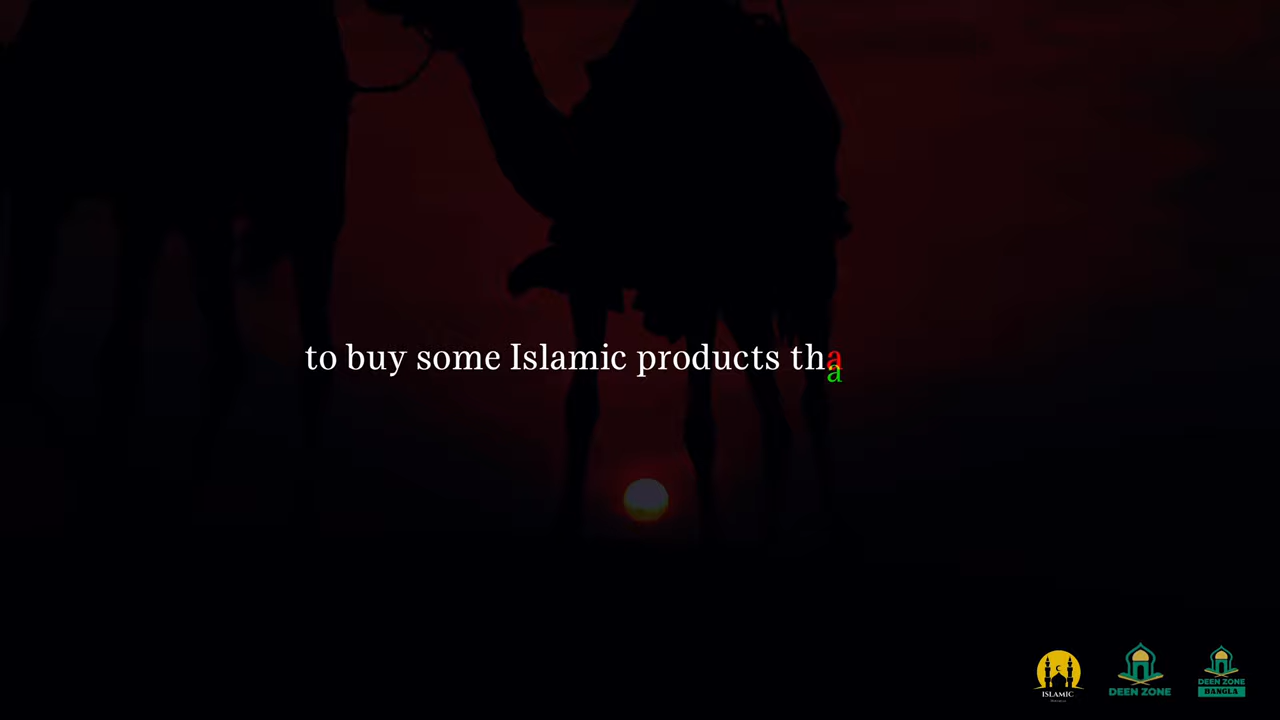 to buy some Islamic products tha
ISLAMIC
DEEN ZONE
DEEN ZONE
BANGLA